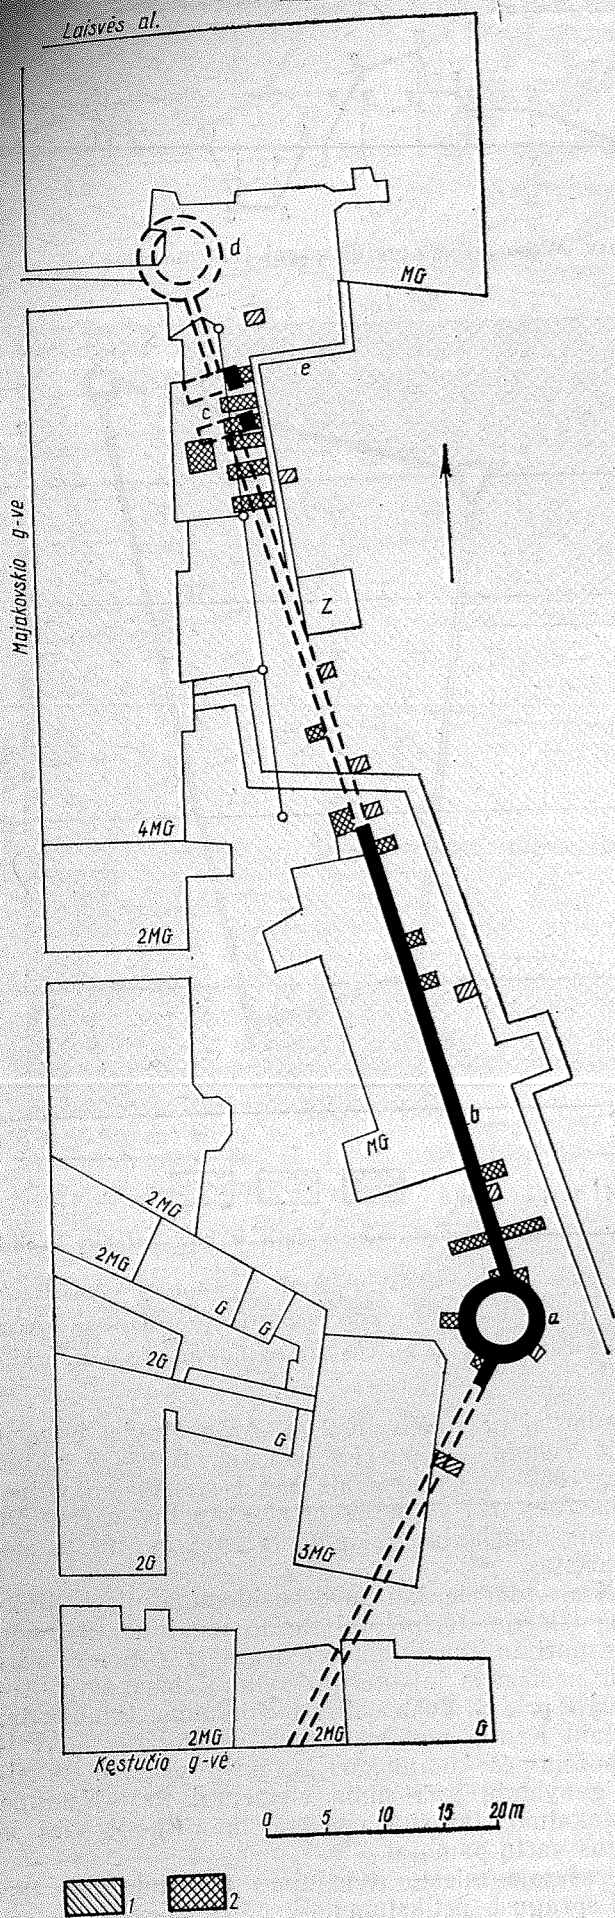 Laisvės al.
d
MG
e
c
Majakovskio g-vė
Z
4MG
2MG
b
MG
2MG
2MG
G
G
a
2G
G
3MG
2G
2MG
2MG
G
Kęstučio g-vė
0 5 10 15 20m
1 2